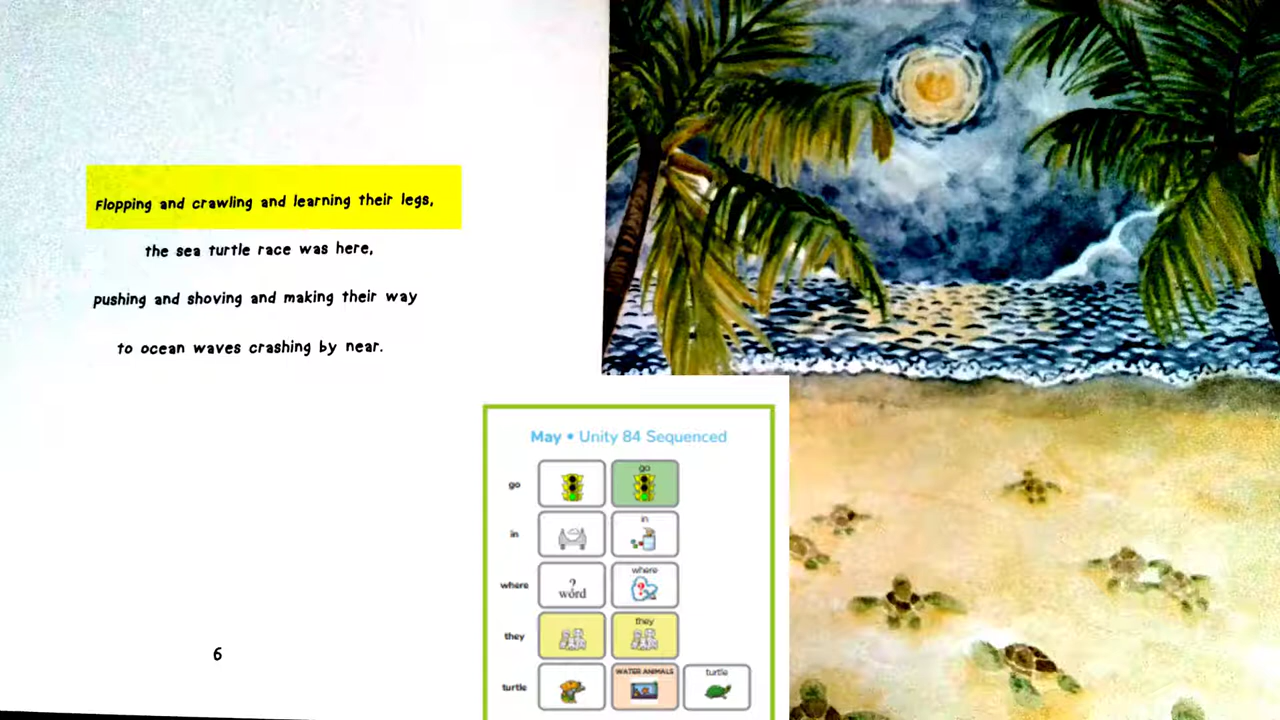 Flopping and crawling and learning their legs,
the sea turtle race was here,
pushing and shoving and making their way
to ocean waves crashing by near.
6
May • Unity 84 Sequenced
go
go
in
in
where
? word
where
they
they
turtle
WATER ANIMALS
turtle